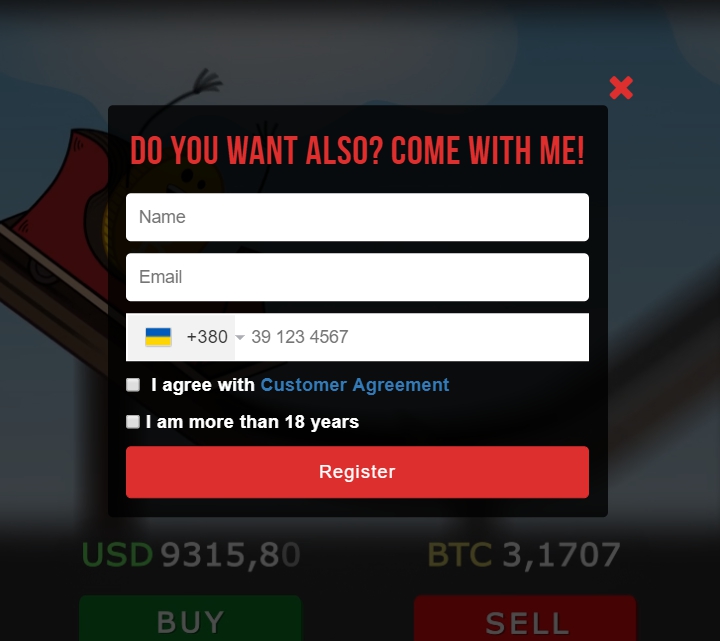 DO YOU WANT ALSO? COME WITH ME!
Name
Email
+380 39 123 4567
I agree with Customer Agreement
I am more than 18 years
Register
USD 9315,80 BTC 3,1707
BUY SELL